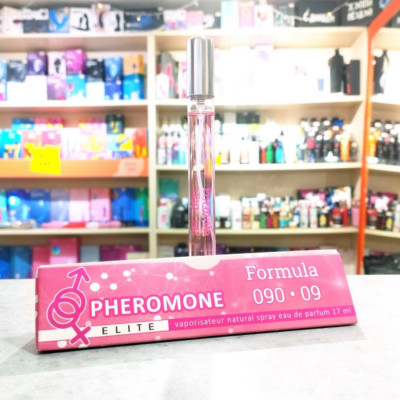 PHEROMONE
ELITE
Formula
090 • 09
vaporisateur natural spray eau de parfum 17 ml